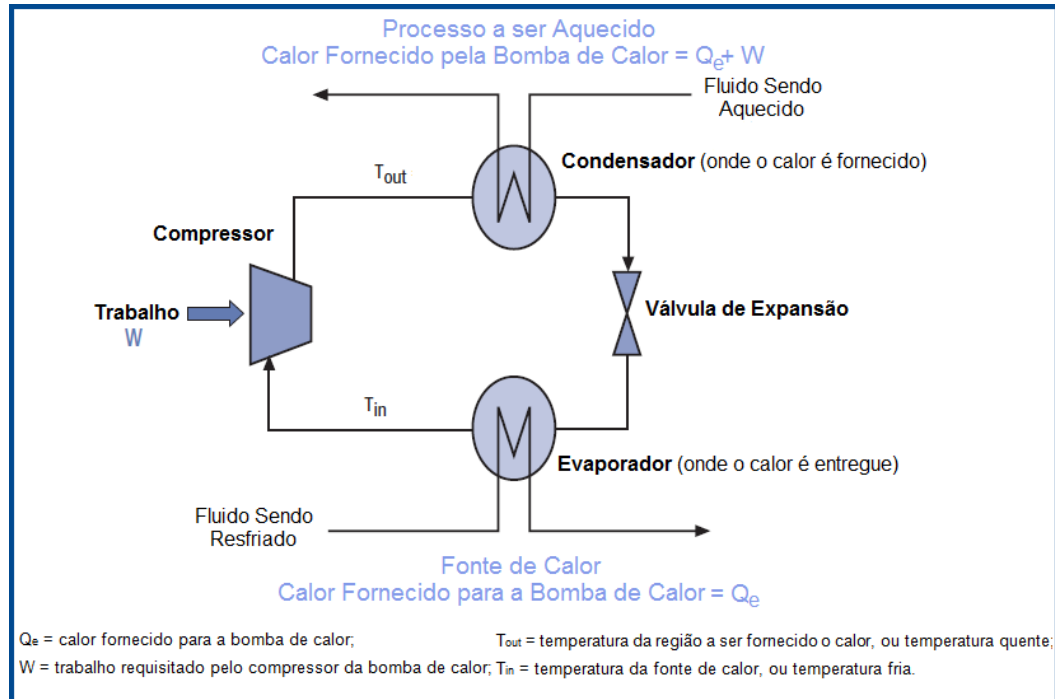 Processo a ser Aquecido
Calor Fornecido pela Bomba de Calor = Qe+ W
Fluido Sendo
Aquecido
Condensador (onde o calor é fornecido)
Tout
Compressor
Trabalho
W
Válvula de Expansão
Tin
Evaporador (onde o calor é entregue)
Fluido Sendo
Resfriado
Fonte de Calor
Calor Fornecido para a Bomba de Calor = Qe
Qe = calor fornecido para a bomba de calor;
Tout = temperatura da região a ser fornecido o calor, ou temperatura quente;
W = trabalho requisitado pelo compressor da bomba de calor;
Tin = temperatura da fonte de calor, ou temperatura fria.